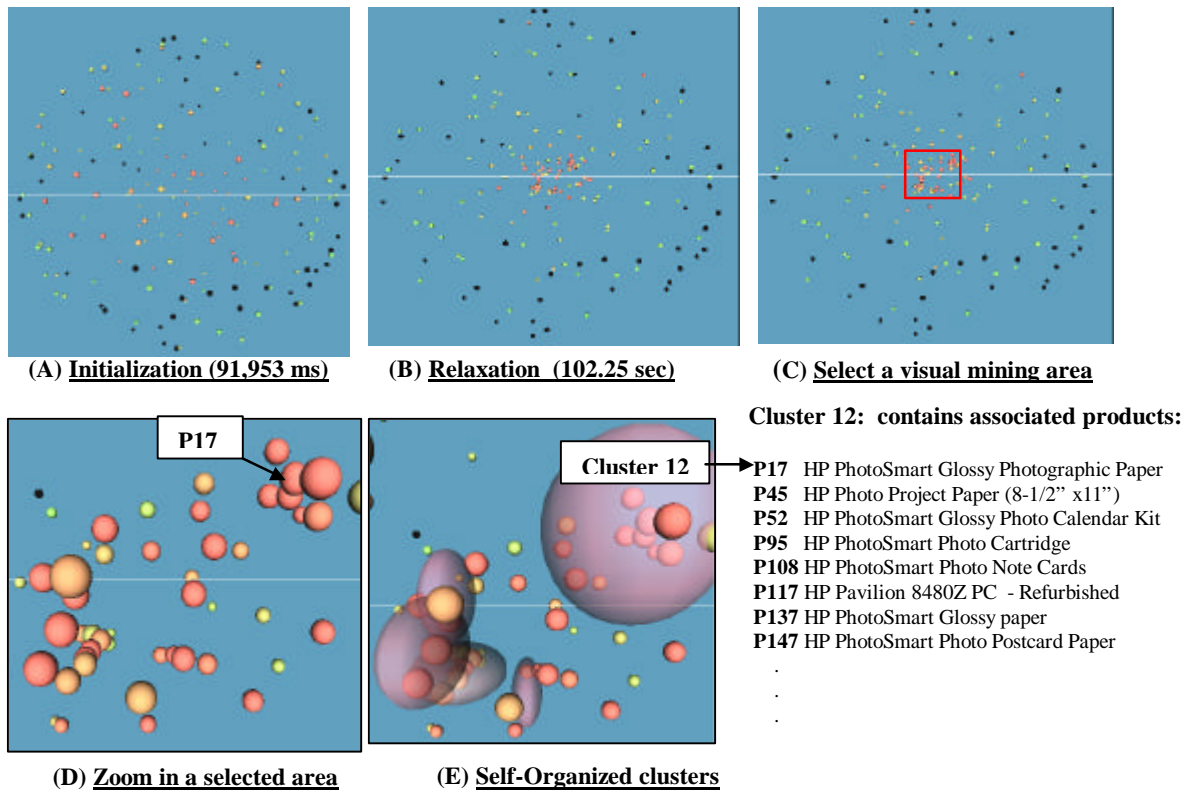 (A) Initialization (91,953 ms)
(B) Relaxation (102.25 sec)
(C) Select a visual mining area
P17
(D) Zoom in a selected area
Cluster 12
(E) Self-Organized clusters
Cluster 12: contains associated products:
P17 HP PhotoSmart Glossy Photographic Paper
P45 HP Photo Project Paper (8-1/2” x11”)
P52 HP PhotoSmart Glossy Photo Calendar Kit
P95 HP PhotoSmart Photo Cartridge
P108 HP PhotoSmart Photo Note Cards
P117 HP Pavilion 8480Z PC - Refurbished
P137 HP PhotoSmart Glossy paper
P147 HP PhotoSmart Photo Postcard Paper
.
.
.